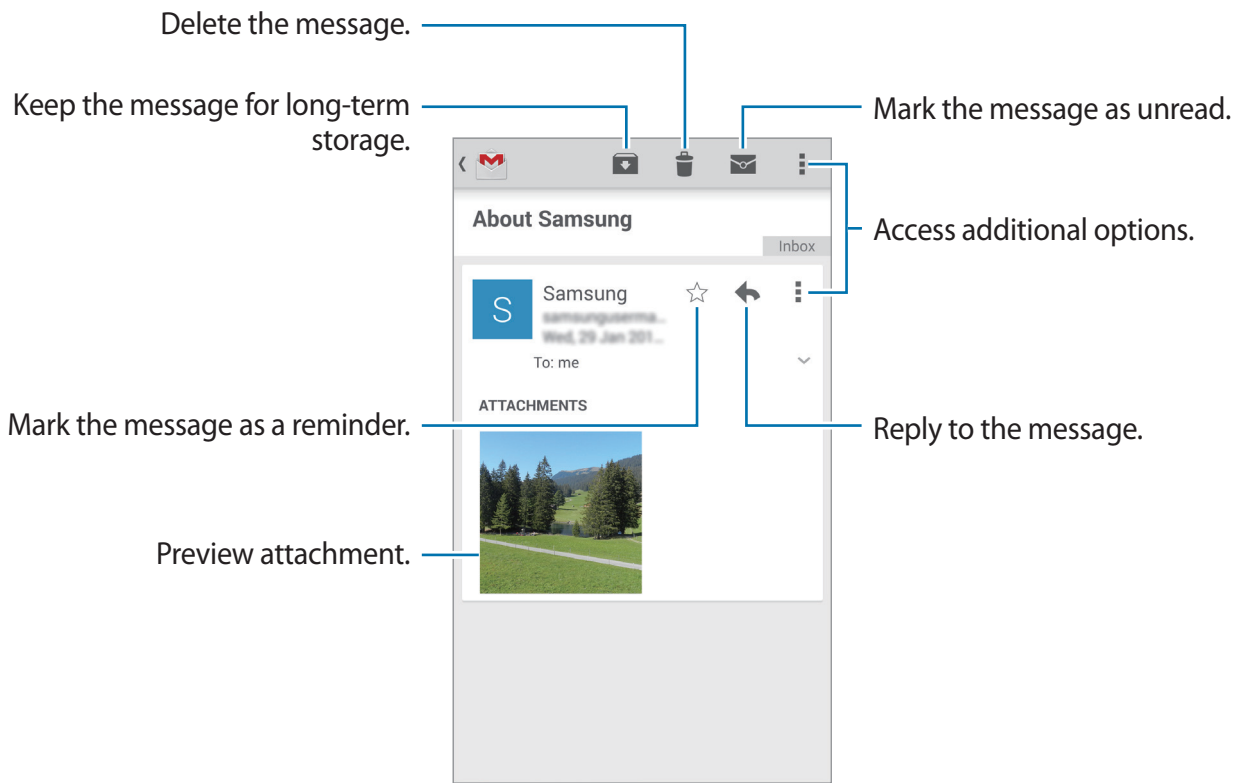 Delete the message.
Keep the message for long-term
storage.
Mark the message as unread.
About Samsung
Inbox
Access additional options.
S
Samsung
To: me
ATTACHMENTS
Mark the message as a reminder.
Reply to the message.
Preview attachment.